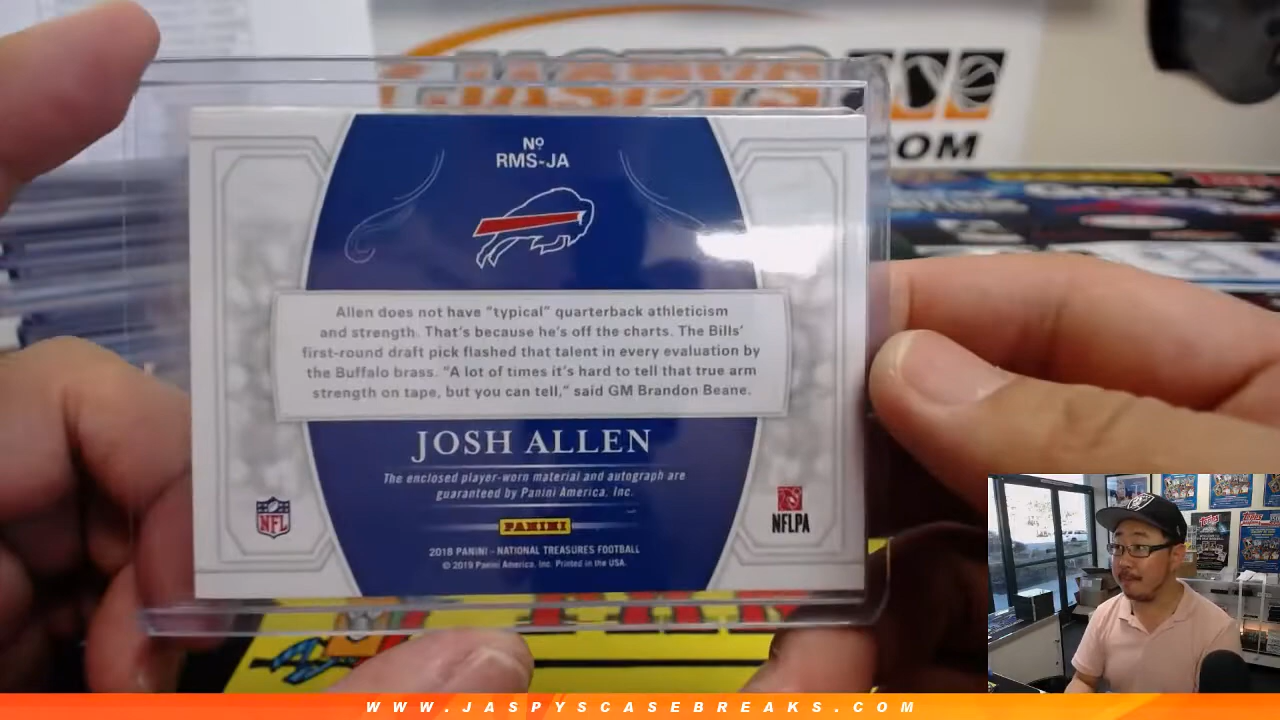 JASPYS
.COM
Nº
RMS-JA
Allen does not have "typical" quarterback athleticism
and strength. That's because he's off the charts. The Bills'
first-round draft pick flashed that talent in every evaluation by
the Buffalo brass. "A lot of times it's hard to tell that true arm
strength on tape, but you can tell," said GM Brandon Beane.
JOSH ALLEN
The enclosed player-worn material and autograph are
guaranteed by Panini America, Inc.
NFL
PANINI
NFLPA
2018 PANINI - NATIONAL TREASURES FOOTBALL
© 2019 Panini America, Inc. Printed in the USA.
WWW.JASPYSCASEBREAKS.COM